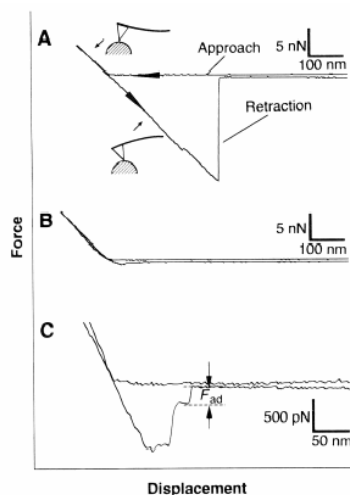 A
Approach
5 nN
100 nm
Retraction
B
5 nN
100 nm
Force
C
F_ad
500 pN
50 nm
Displacement